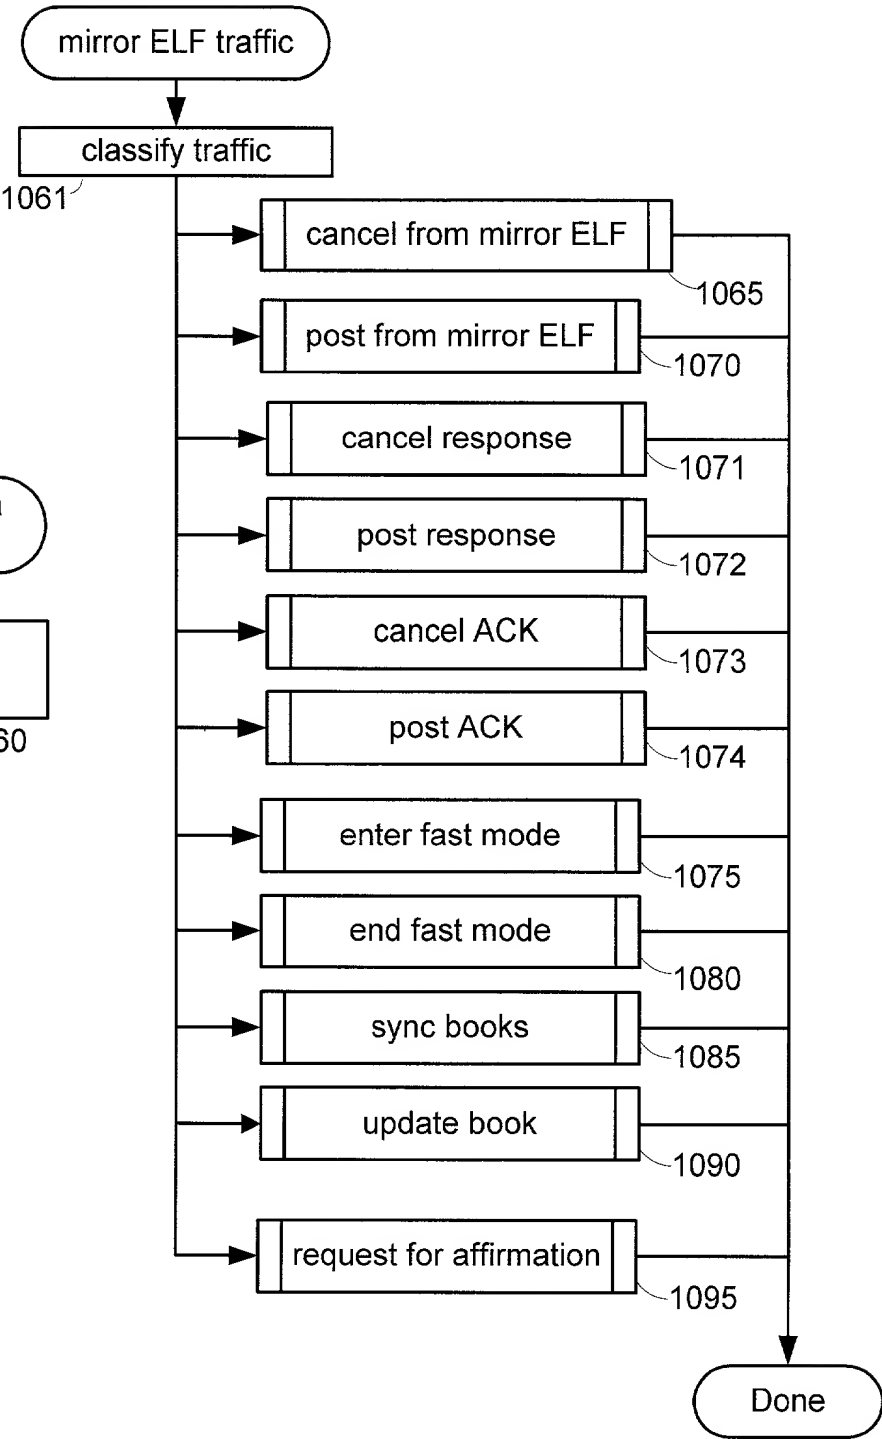 mirror ELF traffic
classify traffic
1061
cancel from mirror ELF
1065
post from mirror ELF
1070
cancel response
1071
post response
1072
cancel ACK
1073
post ACK
1074
enter fast mode
1075
end fast mode
1080
sync books
1085
update book
1090
request for affirmation
1095
60
Done